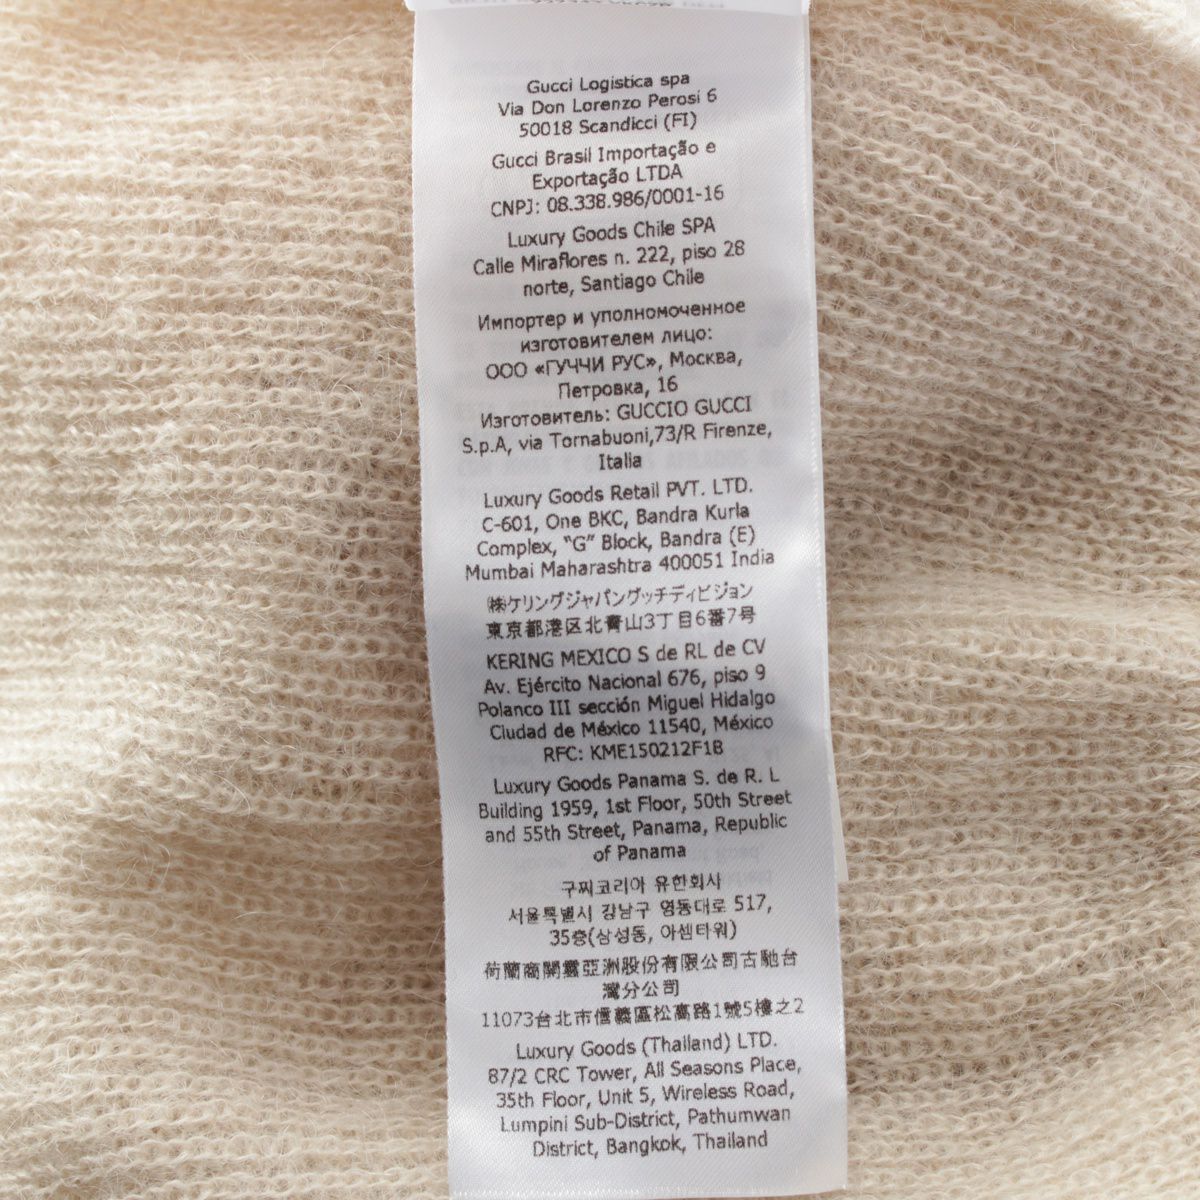 Gucci Logistica spa
Via Don Lorenzo Perosi 6
50018 Scandicci (FI)
Gucci Brasil Importação e
Exportação LTDA
CNPJ: 08.338.986/0001-16
Luxury Goods Chile SPA
Calle Miraflores n. 222, piso 28
norte, Santiago Chile
Импортер и уполномоченное
изготовителем лицо:
ООО «ГУЧЧИ РУС», Москва,
Петровка, 16
Изготовитель: GUCCIO GUCCI
S.p.A, via Tornabuoni,73/R Firenze,
Italia
Luxury Goods Retail PVT. LTD.
C-601, One BKC, Bandra Kurla
Complex, "G" Block, Bandra (E)
Mumbai Maharashtra 400051 India
㈱ケリングジャパングッチディビジョン
東京都港区北青山3丁目6番7号
KERING MEXICO S de RL de CV
Av. Ejército Nacional 676, piso 9
Polanco III sección Miguel Hidalgo
Ciudad de México 11540, México
RFC: KME150212F1B
Luxury Goods Panama S. de R. L
Building 1959, 1st Floor, 50th Street
and 55th Street, Panama, Republic
of Panama
구찌코리아 유한회사
서울특별시 강남구 영동대로 517,
35층(삼성동, 아셈타워)
荷蘭商開雲亞洲股份有限公司古馳台
灣分公司
11073台北市信義區松高路1號5樓之2
Luxury Goods (Thailand) LTD.
87/2 CRC Tower, All Seasons Place,
35th Floor, Unit 5, Wireless Road,
Lumpini Sub-District, Pathumwan
District, Bangkok, Thailand